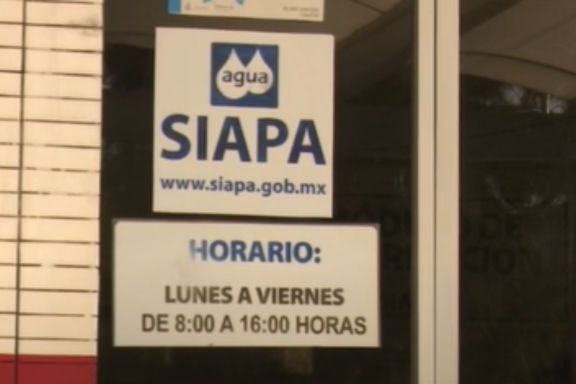 agua
SIAPA
www.siapa.gob.mx
HORARIO:
LUNES A VIERNES
DE 8:00 A 16:00 HORAS